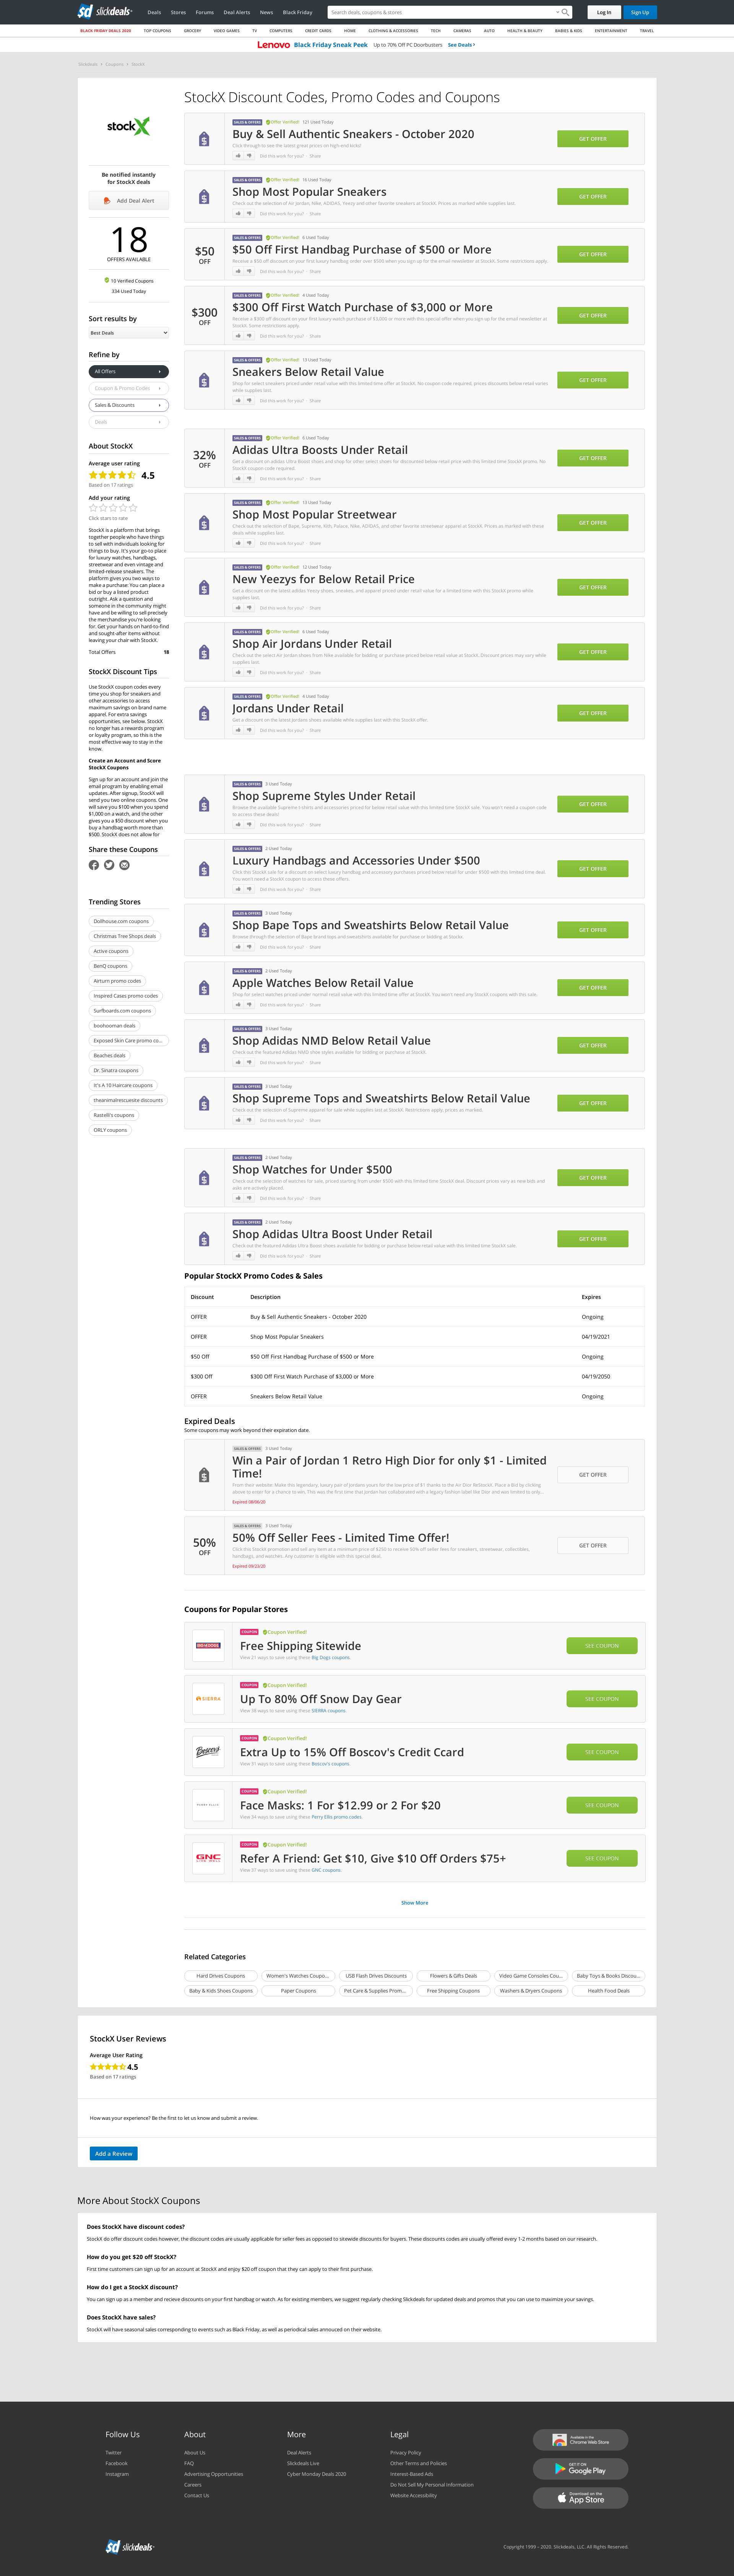 sd slickdeals
Deals Stores Forums Deal Alerts News Black Friday
Search deals, coupons & stores
Log In Sign Up
BLACK FRIDAY DEALS 2020 TOP COUPONS GROCERY VIDEO GAMES TV COMPUTERS CREDIT CARDS HOME CLOTHING & ACCESSORIES TECH CAMERAS AUTO HEALTH & BEAUTY BABIES & KIDS ENTERTAINMENT TRAVEL
Lenovo Black Friday Sneak Peek Up to 70% Off PC Doorbusters See Deals
Slickdeals > Coupons > StockX
stockX
Be notified instantly
for StockX deals
Add Deal Alert
18
OFFERS AVAILABLE
10 Verified Coupons
334 Used Today
Sort results by
Best Deals
Refine by
All Offers
Coupon & Promo Codes
Sales & Discounts
Deals
About StockX
Average user rating
4.5
Based on 17 ratings
Add your rating
Click stars to rate
StockX is a platform that brings
together people who have things
to sell with individuals looking for
things to buy. It's your go-to place
for luxury watches, handbags,
streetwear and even vintage and
limited-release sneakers. The
platform gives you two ways to
make a purchase: You can place a
bid or buy a listed product
outright. Ask a question and
someone in the community might
have and be willing to sell precisely
the merchandise you're looking
for. Get your hands on hard-to-find
and sought-after items without
leaving your chair with StockX.
Total Offers 18
StockX Discount Tips
Use StockX coupon codes every
time you shop for sneakers and
other accessories to access
maximum savings on brand name
apparel. For extra savings
opportunities, see below. StockX
no longer has a rewards program
or loyalty program, so this is the
most effective way to stay in the
know.
Create an Account and Score
StockX Coupons
Sign up for an account and join the
email program by enabling email
updates. After signup, StockX will
send you two online coupons. One
will save you $100 when you spend
$1,000 on a watch, and the other
gives you a $50 discount when you
buy a handbag worth more than
$500. StockX does not allow for
Share these Coupons
Trending Stores
Dollhouse.com coupons
Christmas Tree Shops deals
Active coupons
BenQ coupons
Airturn promo codes
Inspired Cases promo codes
Surfboards.com coupons
boohooman deals
Exposed Skin Care promo co...
Beaches deals
Dr. Sinatra coupons
It's A 10 Haircare coupons
theanimalrescuesite discounts
Rastelli's coupons
ORLY coupons
StockX Discount Codes, Promo Codes and Coupons
SALES & OFFERS Offer Verified! 121 Used Today
Buy & Sell Authentic Sneakers - October 2020
Click through to see the latest great prices on high-end kicks!
Did this work for you? Share
GET OFFER
SALES & OFFERS Offer Verified! 16 Used Today
Shop Most Popular Sneakers
Check out the selection of Air Jordan, Nike, ADIDAS, Yeezy and other favorite sneakers at StockX. Prices as marked while supplies last.
Did this work for you? Share
GET OFFER
$50 OFF
SALES & OFFERS Offer Verified! 6 Used Today
$50 Off First Handbag Purchase of $500 or More
Receive a $50 off discount on your first luxury handbag order over $500 when you sign-up for the email newsletter at StockX. Some restrictions apply.
Did this work for you? Share
GET OFFER
$300 OFF
SALES & OFFERS Offer Verified! 4 Used Today
$300 Off First Watch Purchase of $3,000 or More
Receive a $300 off discount on your first luxury watch purchase of $3,000 or more with this special offer when you sign-up for the email newsletter at
StockX. Some restrictions apply.
Did this work for you? Share
GET OFFER
SALES & OFFERS Offer Verified! 13 Used Today
Sneakers Below Retail Value
Shop for select sneakers priced under retail value with this limited time offer at StockX. No coupon code required, prices discounts below retail varies
while supplies last.
Did this work for you? Share
GET OFFER
32% OFF
SALES & OFFERS Offer Verified! 6 Used Today
Adidas Ultra Boosts Under Retail
Get a discount on adidas Ultra Boost shoes and shop for other select shoes for discounted below retail price with this limited time StockX promo. No
StockX coupon code required.
Did this work for you? Share
GET OFFER
SALES & OFFERS Offer Verified! 13 Used Today
Shop Most Popular Streetwear
Check out the selection of Bape, Supreme, Kith, Palace, Nike, ADIDAS, and other favorite streetwear apparel at StockX. Prices as marked with these
deals while supplies last.
Did this work for you? Share
GET OFFER
SALES & OFFERS Offer Verified! 12 Used Today
New Yeezys for Below Retail Price
Get a discount on the latest adidas Yeezy shoes, sneakers, and apparel priced under retail value for a limited time with this StockX promo while
supplies last.
Did this work for you? Share
GET OFFER
SALES & OFFERS Offer Verified! 6 Used Today
Shop Air Jordans Under Retail
Check out the select Air Jordan shoes from Nike available for bidding or purchase priced below retail value at StockX. Discount prices may vary while
supplies last.
Did this work for you? Share
GET OFFER
SALES & OFFERS Offer Verified! 4 Used Today
Jordans Under Retail
Get a discount on the latest Jordans shoes available while supplies last with this StockX offer.
Did this work for you? Share
GET OFFER
SALES & OFFERS 3 Used Today
Shop Supreme Styles Under Retail
Browse the available Supreme t-shirts and accessories priced for below retail value with this limited time StockX sale. You won't need a coupon code
to access these deals!
Did this work for you? Share
GET OFFER
SALES & OFFERS 2 Used Today
Luxury Handbags and Accessories Under $500
Click this StockX sale for a discount on select luxury handbag and accessory purchases priced below retail for under $500 with this limited time deal.
You won't need a StockX coupon to access these offers.
Did this work for you? Share
GET OFFER
SALES & OFFERS 3 Used Today
Shop Bape Tops and Sweatshirts Below Retail Value
Browse through the selection of Bape brand tops and sweatshirts available for purchase or bidding at StockX.
Did this work for you? Share
GET OFFER
SALES & OFFERS 2 Used Today
Apple Watches Below Retail Value
Shop for select watches priced under normal retail value with this limited time offer at StockX. You won't need any StockX coupons with this sale.
Did this work for you? Share
GET OFFER
SALES & OFFERS 3 Used Today
Shop Adidas NMD Below Retail Value
Check out the featured Adidas NMD shoe styles available for bidding or purchase at StockX.
Did this work for you? Share
GET OFFER
SALES & OFFERS 3 Used Today
Shop Supreme Tops and Sweatshirts Below Retail Value
Check out the selection of Supreme apparel for sale while supplies last at StockX. Restrictions apply, prices as marked.
Did this work for you? Share
GET OFFER
SALES & OFFERS 2 Used Today
Shop Watches for Under $500
Check out the selection of watches for sale, priced starting from under $500 with this limited time StockX deal. Discount prices vary as new bids and
asks are actively placed.
Did this work for you? Share
GET OFFER
SALES & OFFERS 2 Used Today
Shop Adidas Ultra Boost Under Retail
Check out the featured Adidas Ultra Boost shoes available for bidding or purchase below retail value with this limited time StockX sale.
Did this work for you? Share
GET OFFER
Popular StockX Promo Codes & Sales
Discount Description Expires
OFFER Buy & Sell Authentic Sneakers - October 2020 Ongoing
OFFER Shop Most Popular Sneakers 04/19/2021
$50 Off $50 Off First Handbag Purchase of $500 or More Ongoing
$300 Off $300 Off First Watch Purchase of $3,000 or More 04/19/2050
OFFER Sneakers Below Retail Value Ongoing
Expired Deals
Some coupons may work beyond their expiration date.
SALES & OFFERS 3 Used Today
Win a Pair of Jordan 1 Retro High Dior for only $1 - Limited
Time!
From their website: Make this legendary, luxury pair of Jordans yours for the low price of $1 thanks to the Air Dior ReStockX. Place a Bid by clicking
above to enter for a chance to win. This was the first time that Jordan has collaborated with a legacy fashion label like Dior and was limited to only...
Expired 08/06/20
GET OFFER
50% OFF
SALES & OFFERS 3 Used Today
50% Off Seller Fees - Limited Time Offer!
Click this StockX promotion and sell any item at a minimum price of $250 to receive 50% off seller fees for sneakers, streetwear, collectibles,
handbags, and watches. Any customer is eligible with this special deal.
Expired 09/23/20
GET OFFER
Coupons for Popular Stores
COUPON Coupon Verified!
Free Shipping Sitewide
View 21 ways to save using these Big Dogs coupons.
SEE COUPON
SIERRA
COUPON Coupon Verified!
Up To 80% Off Snow Day Gear
View 58 ways to save using these SIERRA coupons.
SEE COUPON
Boscov's
COUPON Coupon Verified!
Extra Up to 15% Off Boscov's Credit Ccard
View 31 ways to save using these Boscov's coupons.
SEE COUPON
PERRY ELLIS
COUPON Coupon Verified!
Face Masks: 1 For $12.99 or 2 For $20
View 34 ways to save using these Perry Ellis promo codes.
SEE COUPON
GNC
COUPON Coupon Verified!
Refer A Friend: Get $10, Give $10 Off Orders $75+
View 37 ways to save using these GNC coupons.
SEE COUPON
Show More
Related Categories
Hard Drives Coupons Women's Watches Coupo... USB Flash Drives Discounts Flowers & Gifts Deals Video Game Consoles Cou... Baby Toys & Books Discou...
Baby & Kids Shoes Coupons Paper Coupons Pet Care & Supplies Prom... Free Shipping Coupons Washers & Dryers Coupons Health Food Deals
StockX User Reviews
Average User Rating
4.5
Based on 17 ratings
How was your experience? Be the first to let us know and submit a review.
Add a Review
More About StockX Coupons
Does StockX have discount codes?
StockX do offer discount codes however, the discount codes are usually applicable for seller fees as opposed to sitewide discounts for buyers. These discount codes are usually offered every 1-2 months based on our research.
How do you get $20 off StockX?
First time customers can sign up for an account at StockX and enjoy $20 off coupon that they can apply to their first purchase.
How do I get a StockX discount?
You can sign up as a member and recieve discounts on your first handbag or watch. As for existing members, we suggest regularly checking Slickdeals for updated deals and promos that you can use to maximize your savings.
Does StockX have sales?
StockX will have seasonal sales corresponding to events such as Black Friday, as well as periodical sales annouced on their website.
Follow Us About More Legal
Twitter
Facebook
Instagram
About Us
FAQ
Advertising Opportunities
Careers
Contact Us
Deal Alerts
Slickdeals Live
Cyber Monday Deals 2020
Privacy Policy
Other Terms and Policies
Interest-Based Ads
Do Not Sell My Personal Information
Website Accessibility
Available in the
Chrome Web Store
GET IT ON
Google Play
Download on the
App Store
sd slickdeals
Copyright 1999 - 2020. Slickdeals, LLC. All Rights Reserved.